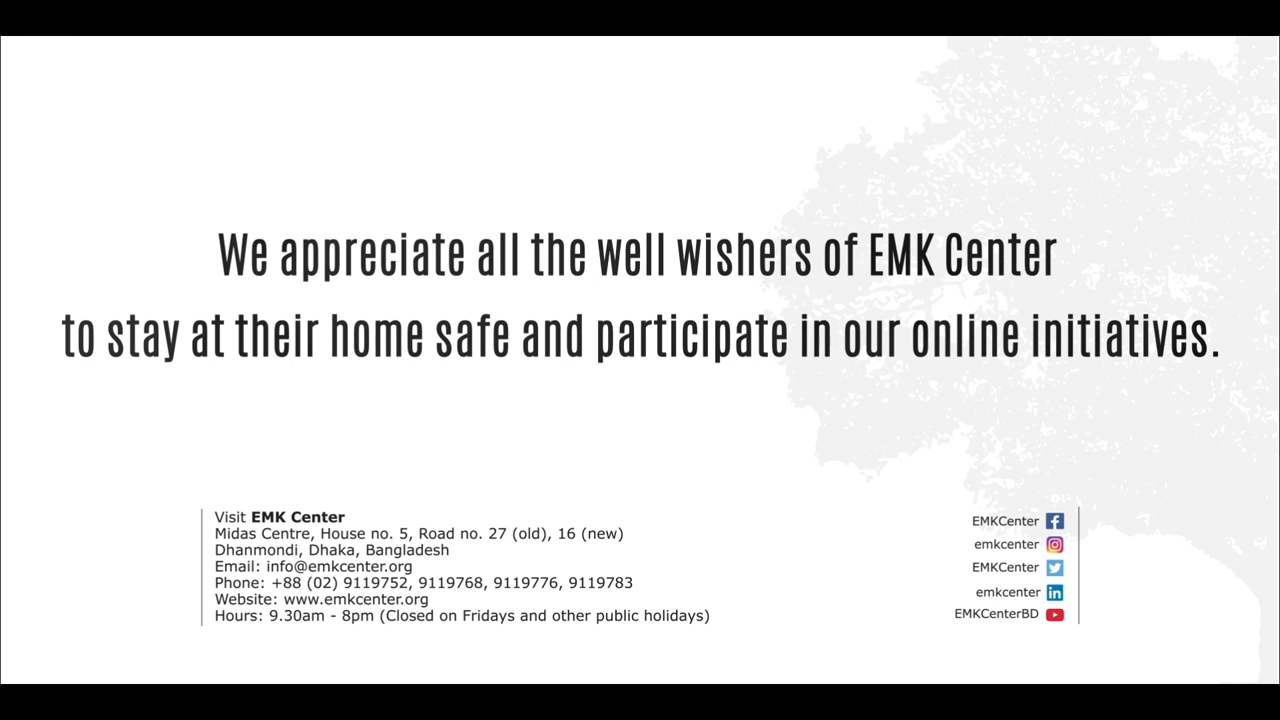 We appreciate all the well wishers of EMK Center
to stay at their home safe and participate in our online initiatives.
Visit EMK Center
Midas Centre, House no. 5, Road no. 27 (old), 16 (new)
Dhanmondi, Dhaka, Bangladesh
Email: info@emkcenter.org
Phone: +88 (02) 9119752, 9119768, 9119776, 9119783
Website: www.emkcenter.org
Hours: 9.30am - 8pm (Closed on Fridays and other public holidays)
EMKCenter
emkcenter
EMKCenter
emkcenter
EMKCenterBD